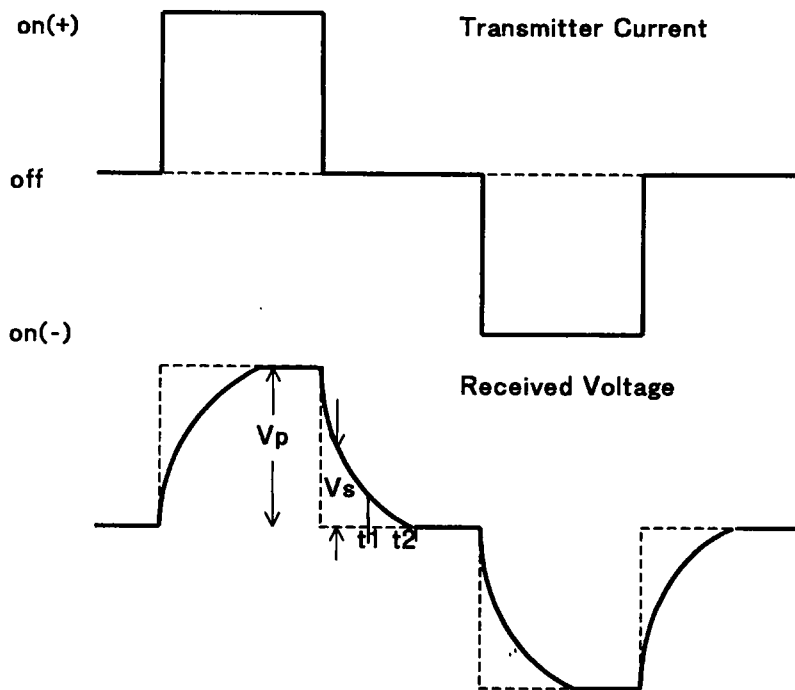 on(+)
Transmitter Current
off
on(-)
Received Voltage
Vp
Vs
t1 t2